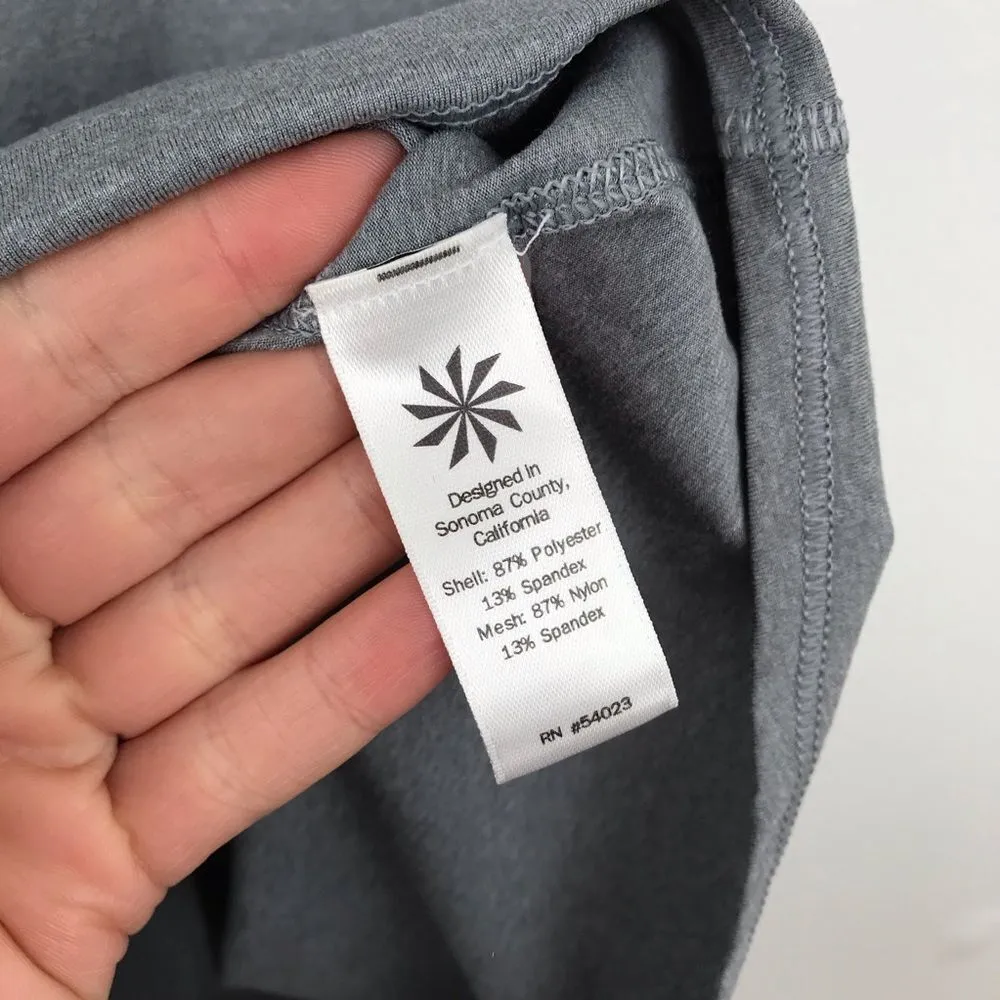 Designed in
Sonoma County,
California
Shell: 87% Polyester
13% Spandex
Mesh: 87% Nylon
13% Spandex
RN #54023